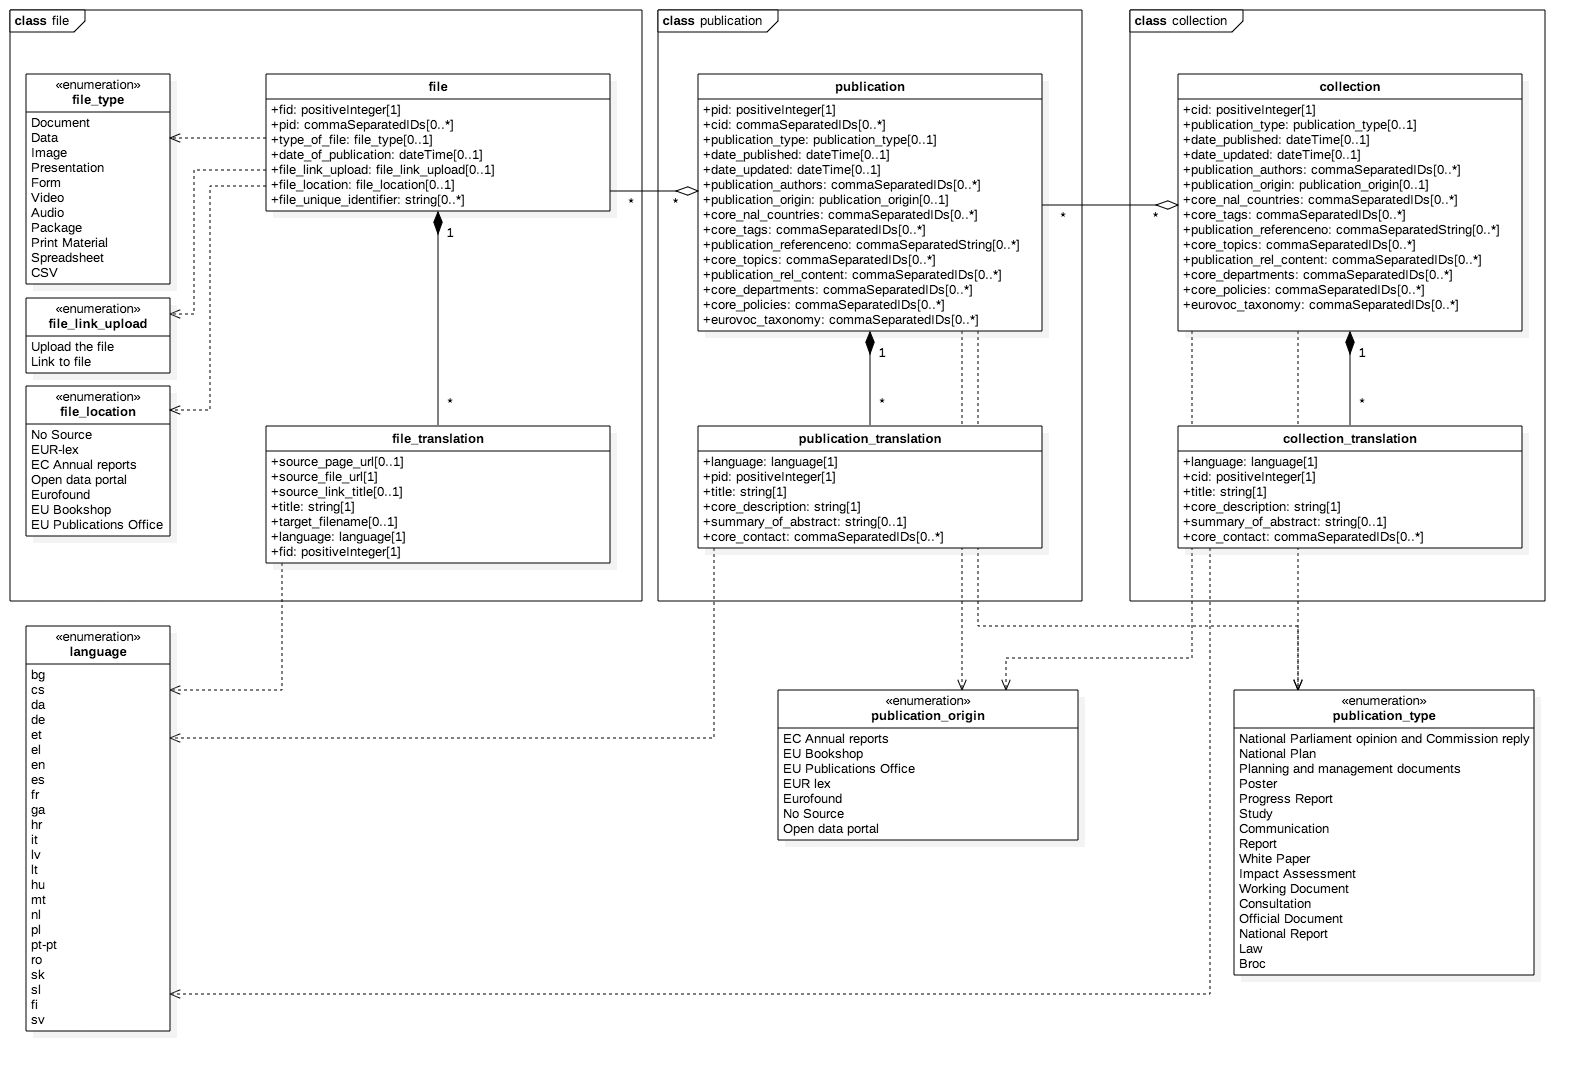 class file
«enumeration»
file_type
Document
Data
Image
Presentation
Form
Video
Audio
Package
Print Material
Spreadsheet
CSV
«enumeration»
file_link_upload
Upload the file
Link to file
«enumeration»
file_location
No Source
EUR-lex
EC Annual reports
Open data portal
Eurofound
EU Bookshop
EU Publications Office
file
+fid: positiveInteger[1]
+pid: commaSeparatedIDs[0..*]
+type_of_file: file_type[0..1]
+date_of_publication: dateTime[0..1]
+file_link_upload: file_link_upload[0..1]
+file_location: file_location[0..1]
+file_unique_identifier: string[0..*]
1
*
file_translation
+source_page_url[0..1]
+source_file_url[1]
+source_link_title[0..1]
+title: string[1]
+target_filename[0..1]
+language: language[1]
+fid: positiveInteger[1]
*
*
class publication
publication
+pid: positiveInteger[1]
+cid: commaSeparatedIDs[0..*]
+publication_type: publication_type[0..1]
+date_published: dateTime[0..1]
+date_updated: dateTime[0..1]
+publication_authors: commaSeparatedIDs[0..*]
+publication_origin: publication_origin[0..1]
+core_nal_countries: commaSeparatedIDs[0..*]
+core_tags: commaSeparatedIDs[0..*]
+publication_referenceno: commaSeparatedString[0..*]
+core_topics: commaSeparatedIDs[0..*]
+publication_rel_content: commaSeparatedIDs[0..*]
+core_departments: commaSeparatedIDs[0..*]
+core_policies: commaSeparatedIDs[0..*]
+eurovoc_taxonomy: commaSeparatedIDs[0..*]
1
*
publication_translation
+language: language[1]
+pid: positiveInteger[1]
+title: string[1]
+core_description: string[1]
+summary_of_abstract: string[0..1]
+core_contact: commaSeparatedIDs[0..*]
*
*
class collection
collection
+cid: positiveInteger[1]
+publication_type: publication_type[0..1]
+date_published: dateTime[0..1]
+date_updated: dateTime[0..1]
+publication_authors: commaSeparatedIDs[0..*]
+publication_origin: publication_origin[0..1]
+core_nal_countries: commaSeparatedIDs[0..*]
+core_tags: commaSeparatedIDs[0..*]
+publication_referenceno: commaSeparatedString[0..*]
+core_topics: commaSeparatedIDs[0..*]
+publication_rel_content: commaSeparatedIDs[0..*]
+core_departments: commaSeparatedIDs[0..*]
+core_policies: commaSeparatedIDs[0..*]
+eurovoc_taxonomy: commaSeparatedIDs[0..*]
1
*
collection_translation
+language: language[1]
+cid: positiveInteger[1]
+title: string[1]
+core_description: string[1]
+summary_of_abstract: string[0..1]
+core_contact: commaSeparatedIDs[0..*]
«enumeration»
language
bg
cs
da
de
et
el
en
es
fr
ga
hr
it
lv
lt
hu
mt
nl
pl
pt-pt
ro
sk
sl
fi
sv
«enumeration»
publication_origin
EC Annual reports
EU Bookshop
EU Publications Office
EUR lex
Eurofound
No Source
Open data portal
«enumeration»
publication_type
National Parliament opinion and Commission reply
National Plan
Planning and management documents
Poster
Progress Report
Study
Communication
Report
White Paper
Impact Assessment
Working Document
Consultation
Official Document
National Report
Law
Broc